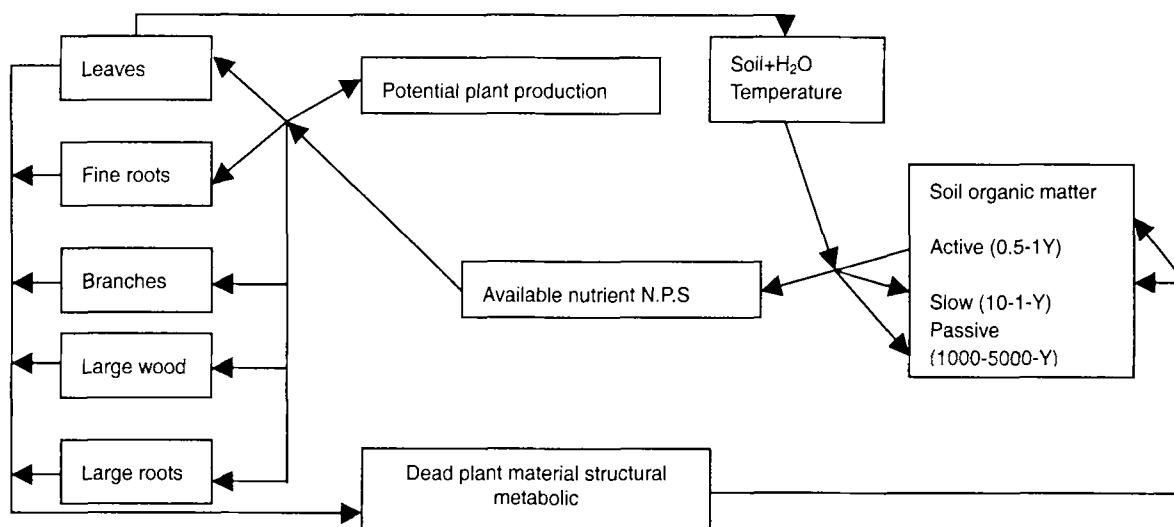 Leaves
Potential plant production
Soil+H₂O
Temperature
Fine roots
Soil organic matter
Active (0.5-1Y)
Branches
Available nutrient N.P.S
Slow (10-1-Y)
Passive
(1000-5000-Y)
Large wood
Large roots
Dead plant material structural
metabolic